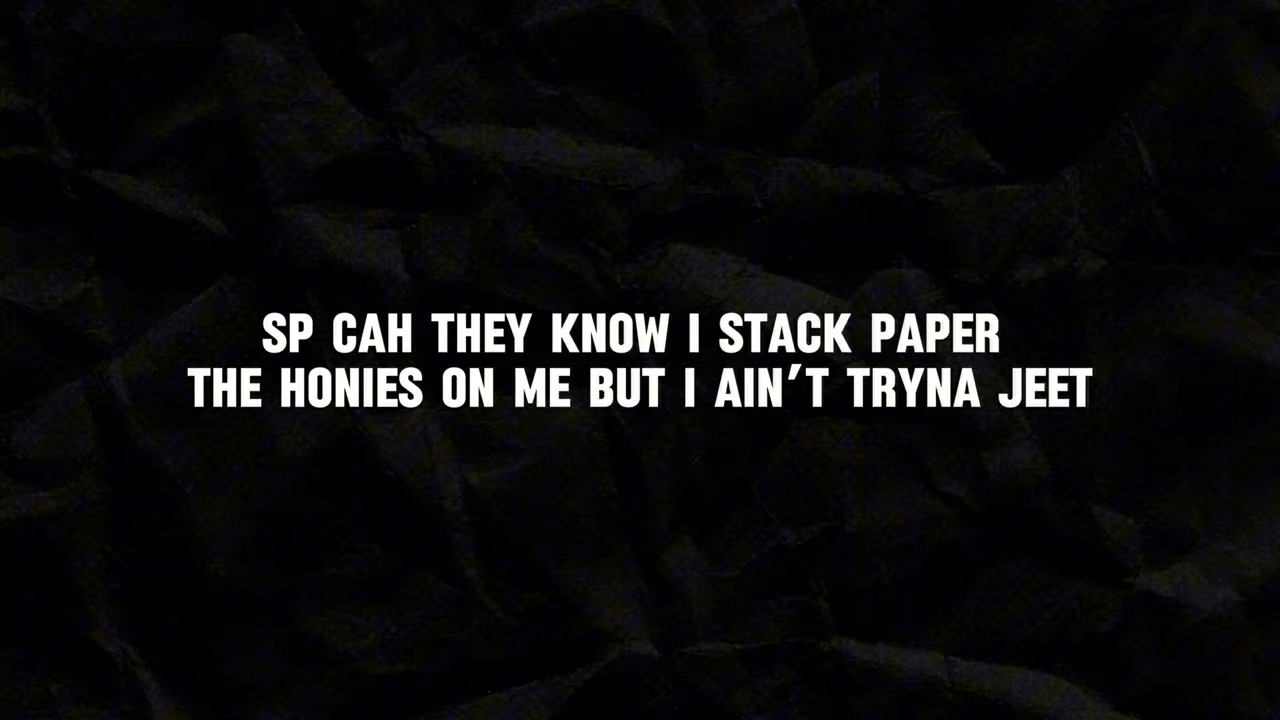 SP CAH THEY KNOW I STACK PAPER
THE HONIES ON ME BUT I AIN'T TRYNA JEET